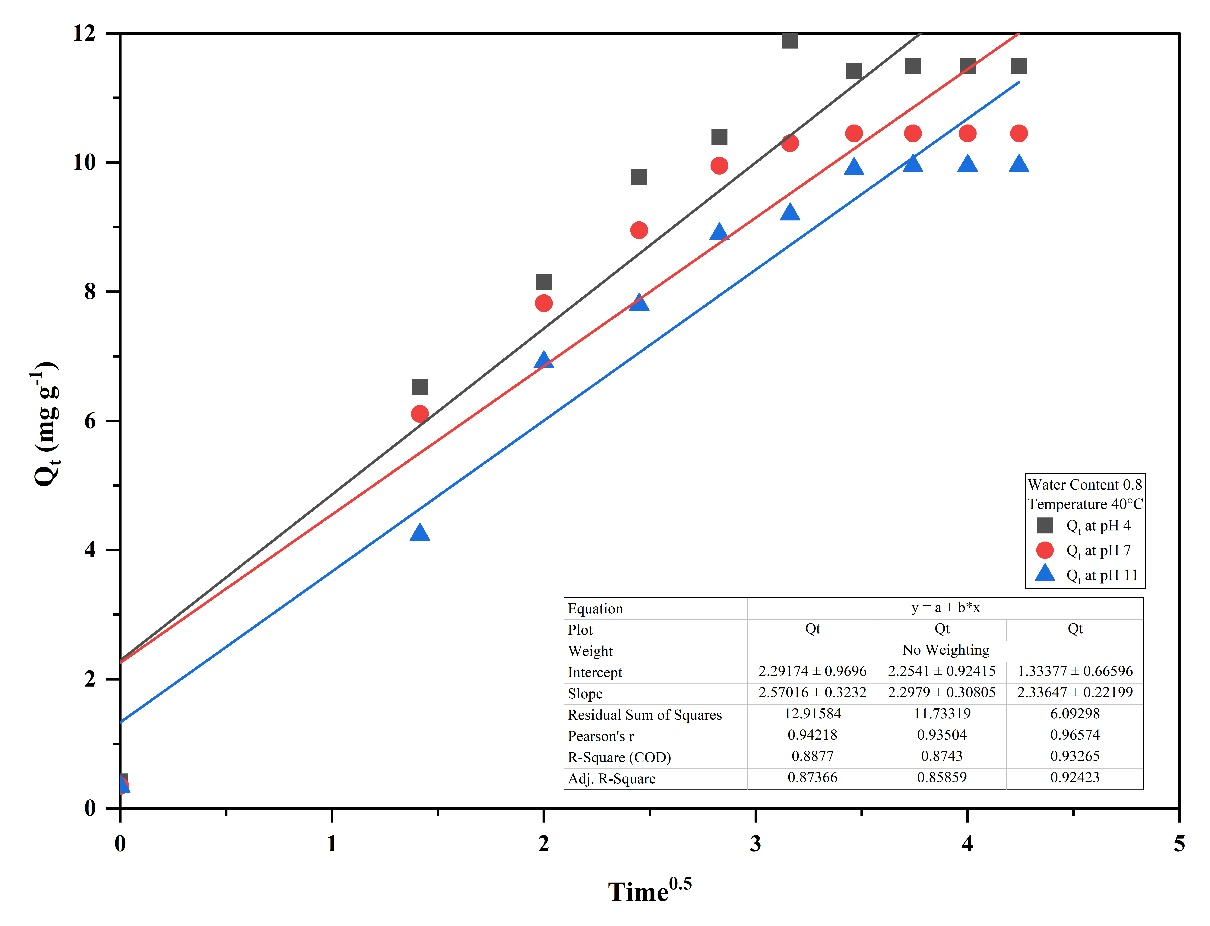 12
10
8
6
4
2
0
Qt (mg g-1)
0 1 2 3 4 5
Time0.5
Water Content 0.8
Temperature 40°C
Qt at pH 4
Qt at pH 7
Qt at pH 11
Equation y = a + b*x
Plot Qt Qt Qt
Weight No Weighting
Intercept 2.29174 ± 0.9696 2.2541 ± 0.92415 1.33377 ± 0.66596
Slope 2.57016 ± 0.3232 2.2979 ± 0.30805 2.33647 ± 0.22199
Residual Sum of Squares 12.91584 11.73319 6.09298
Pearson's r 0.94218 0.93504 0.96574
R-Square (COD) 0.8877 0.8743 0.93265
Adj. R-Square 0.87366 0.85859 0.92423